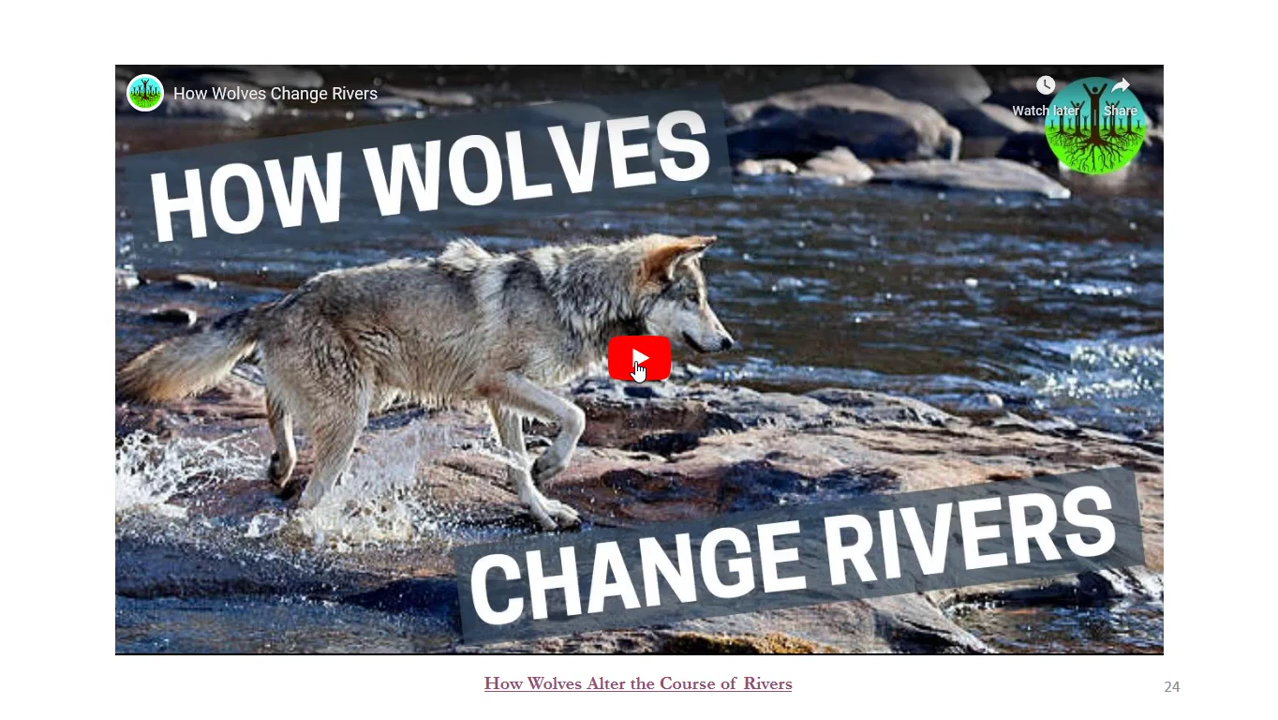 How Wolves Change Rivers
Watch later
Share
HOW WOLVES
CHANGE RIVERS
How Wolves Alter the Course of Rivers
24